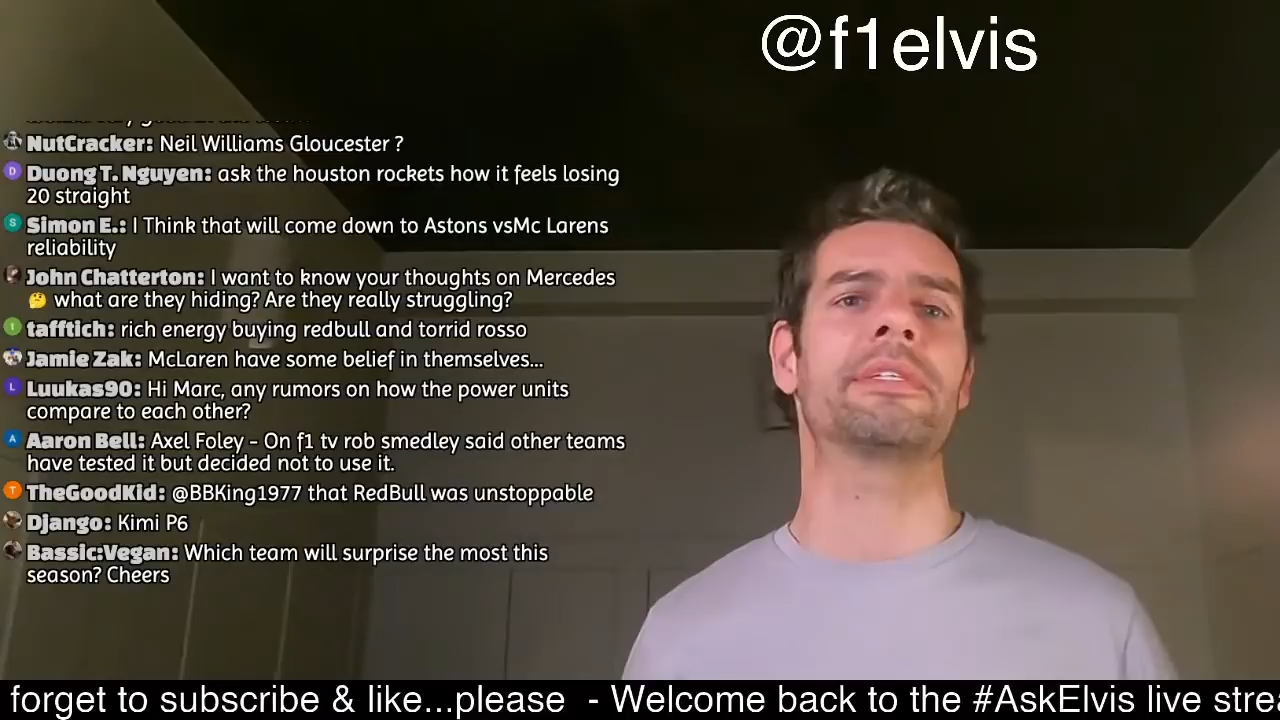 @f1elvis
NutCracker: Neil Williams Gloucester ?
Duong T. Nguyen: ask the houston rockets how it feels losing
20 straight
Simon E.: I Think that will come down to Astons vsMc Larens
reliability
John Chatterton: I want to know your thoughts on Mercedes
🤔 what are they hiding? Are they really struggling?
tafftich: rich energy buying redbull and torrid rosso
Jamie Zak: McLaren have some belief in themselves...
Luukas90: Hi Marc, any rumors on how the power units
compare to each other?
Aaron Bell: Axel Foley - On f1 tv rob smedley said other teams
have tested it but decided not to use it.
TheGoodKid: @BBKing1977 that RedBull was unstoppable
Django: Kimi P6
Bassic:Vegan: Which team will surprise the most this
season? Cheers
forget to subscribe & like...please - Welcome back to the #AskElvis live strea